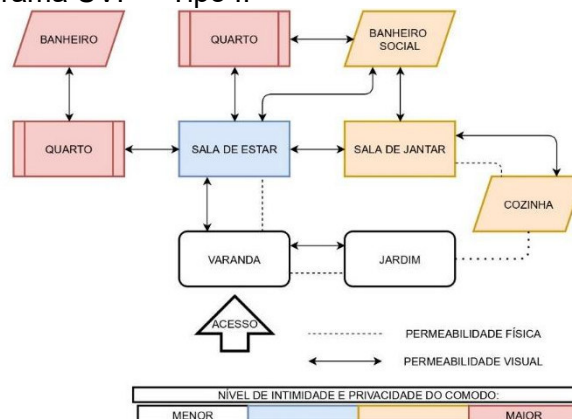 BANHEIRO
QUARTO
BANHEIRO
SOCIAL
QUARTO
SALA DE ESTAR
SALA DE JANTAR
COZINHA
VARANDA
JARDIM
ACESSO
PERMEABILIDADE FÍSICA
PERMEABILIDADE VISUAL
NÍVEL DE INTIMIDADE E PRIVACIDADE DO COMODO:
MENOR
MAIOR